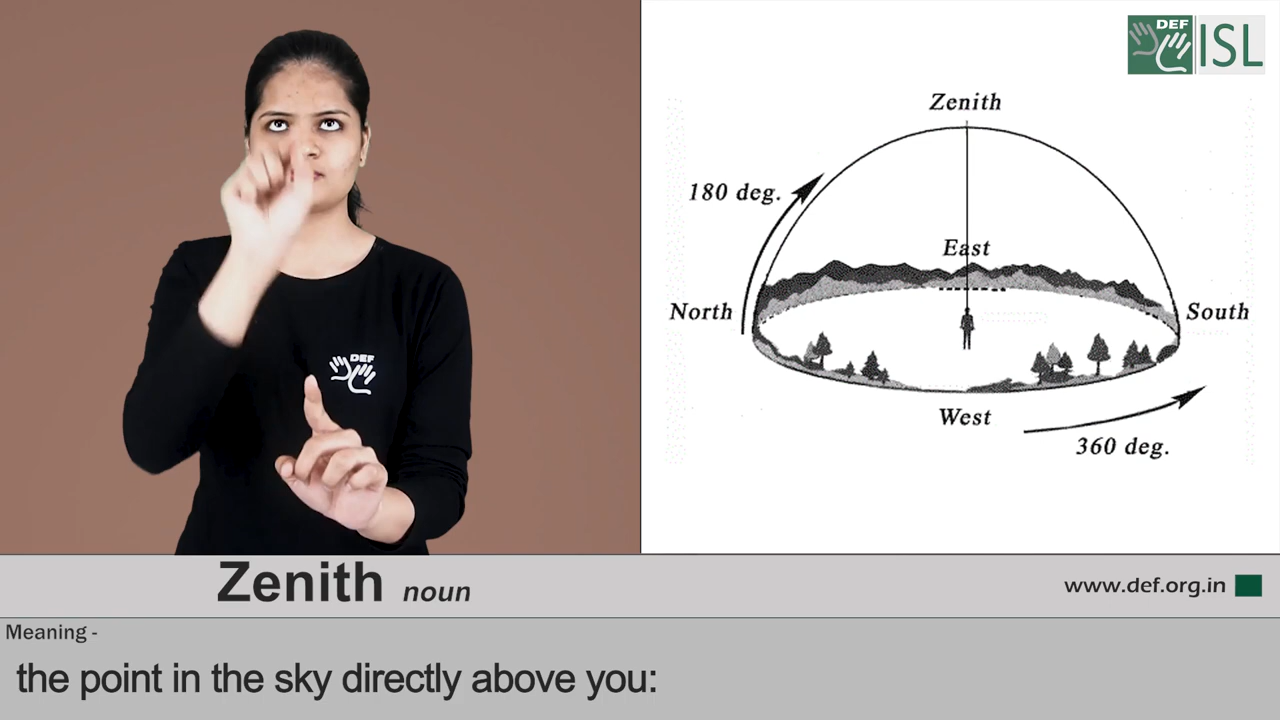 DEF
ISL
Zenith
180 deg.
East
North
South
DEF
West
360 deg.
Zenith noun
www.def.org.in
Meaning -
the point in the sky directly above you: